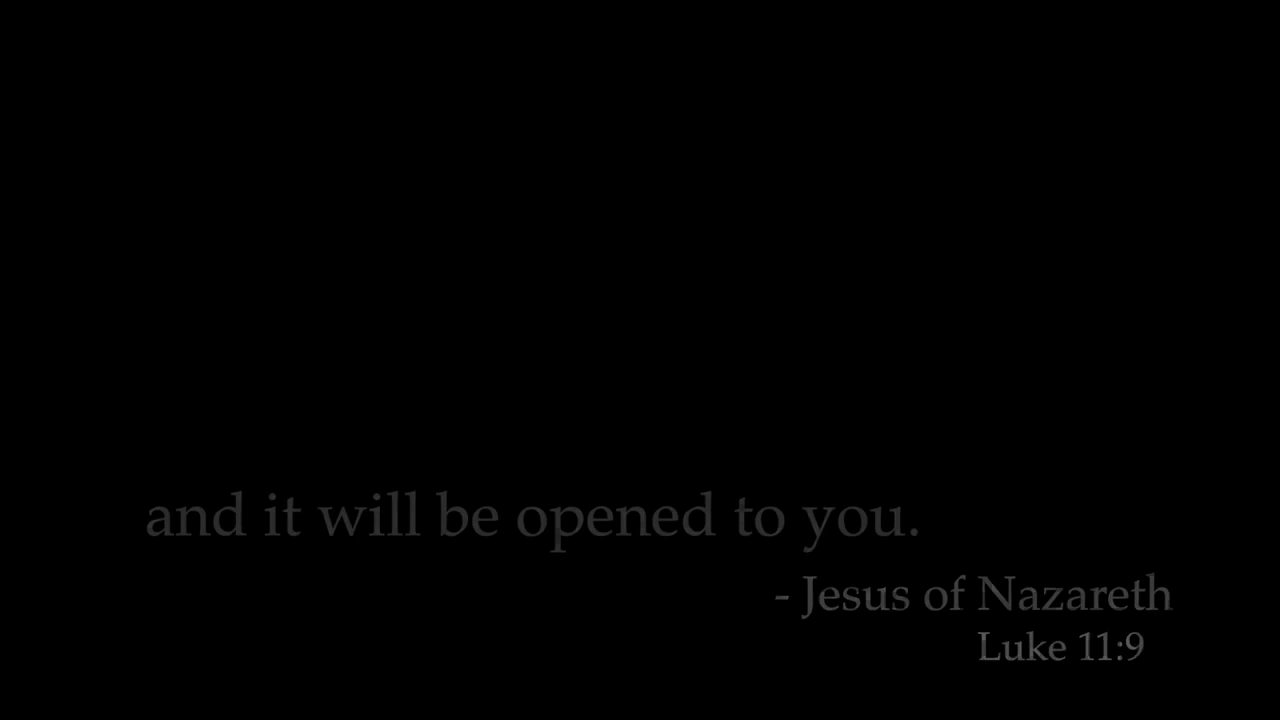 and it will be opened to you.
- Jesus of Nazareth
Luke 11:9